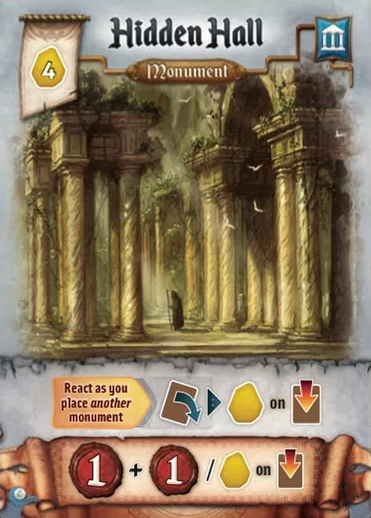 Hidden Hall
4
Monument
React as you
place another
monument
on
1 + 1 / on